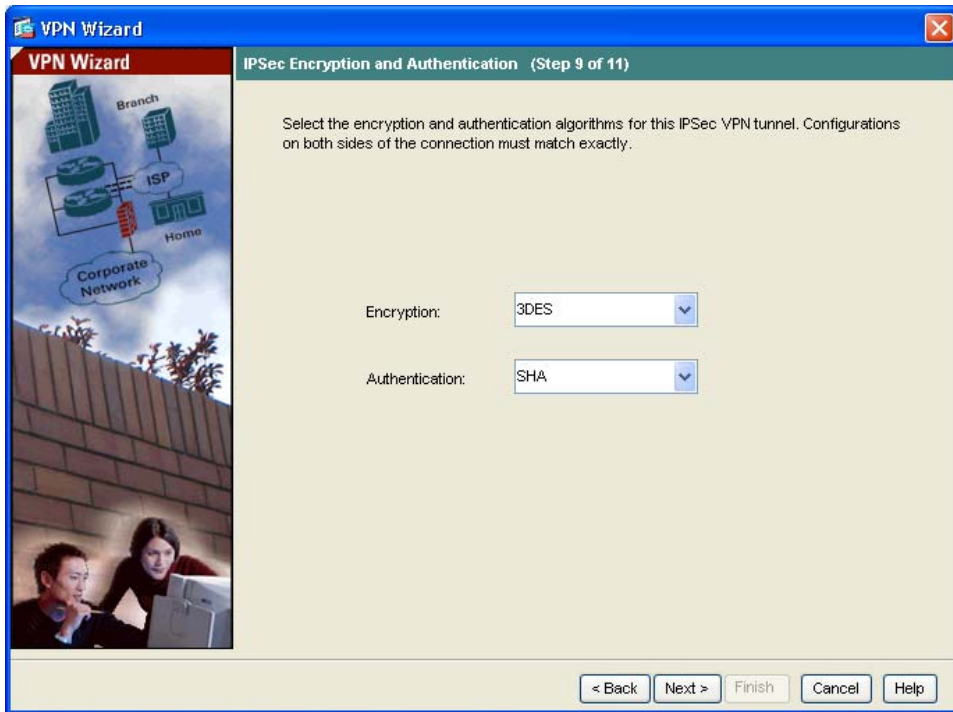 VPN Wizard
VPN Wizard
Branch
ISP
Home
Corporate
Network
IPSec Encryption and Authentication (Step 9 of 11)
Select the encryption and authentication algorithms for this IPSec VPN tunnel. Configurations
on both sides of the connection must match exactly.
Encryption: 3DES
Authentication: SHA
< Back Next > Finish Cancel Help